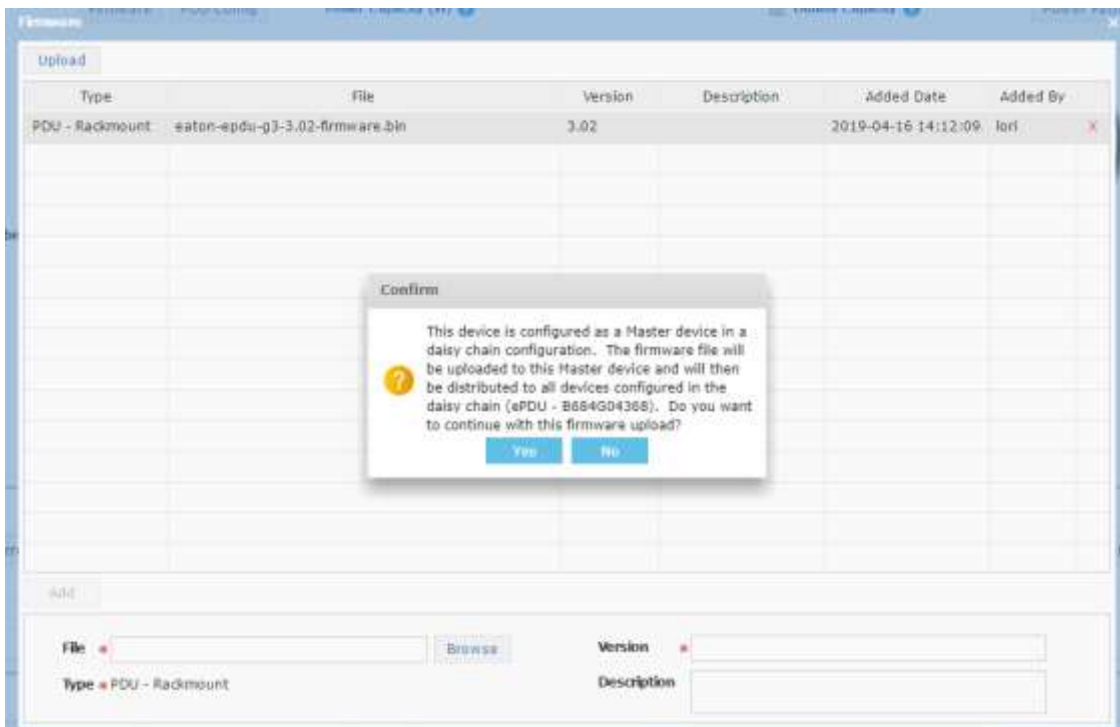 Firmware PDU Config
Firmware
Upload
Type File Version Description Added Date Added By
PDU - Rackmount eaton-epdu-g3-3.02-firmware.bin 3.02 2019-04-16 14:12:09 lori X
Confirm
This device is configured as a Master device in a
daisy chain configuration. The firmware file will
be uploaded to this Master device and will then
be distributed to all devices configured in the
daisy chain (ePDU - B684G04368). Do you want
to continue with this firmware upload?
Yes No
Add
File * Browse Version *
Type * PDU - Rackmount Description